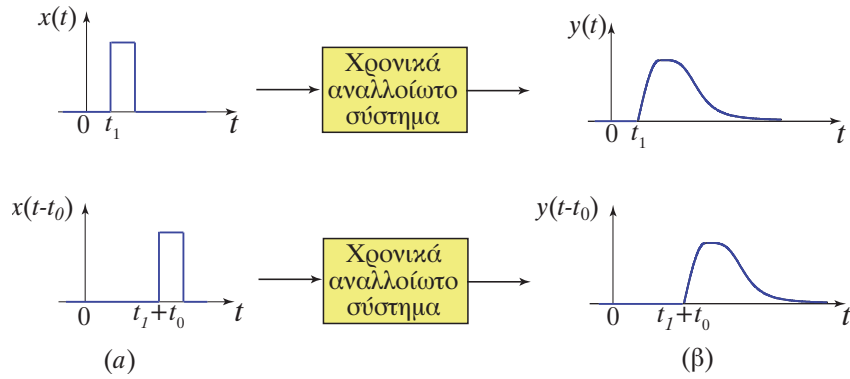 x(t)
0
t₁
t
Χρονικά
αναλλοίωτο
σύστημα
y(t)
0
t₁
t
x(t-t₀)
0
t₁+t₀
t
Χρονικά
αναλλοίωτο
σύστημα
y(t-t₀)
0
t₁+t₀
t
(α)
(β)